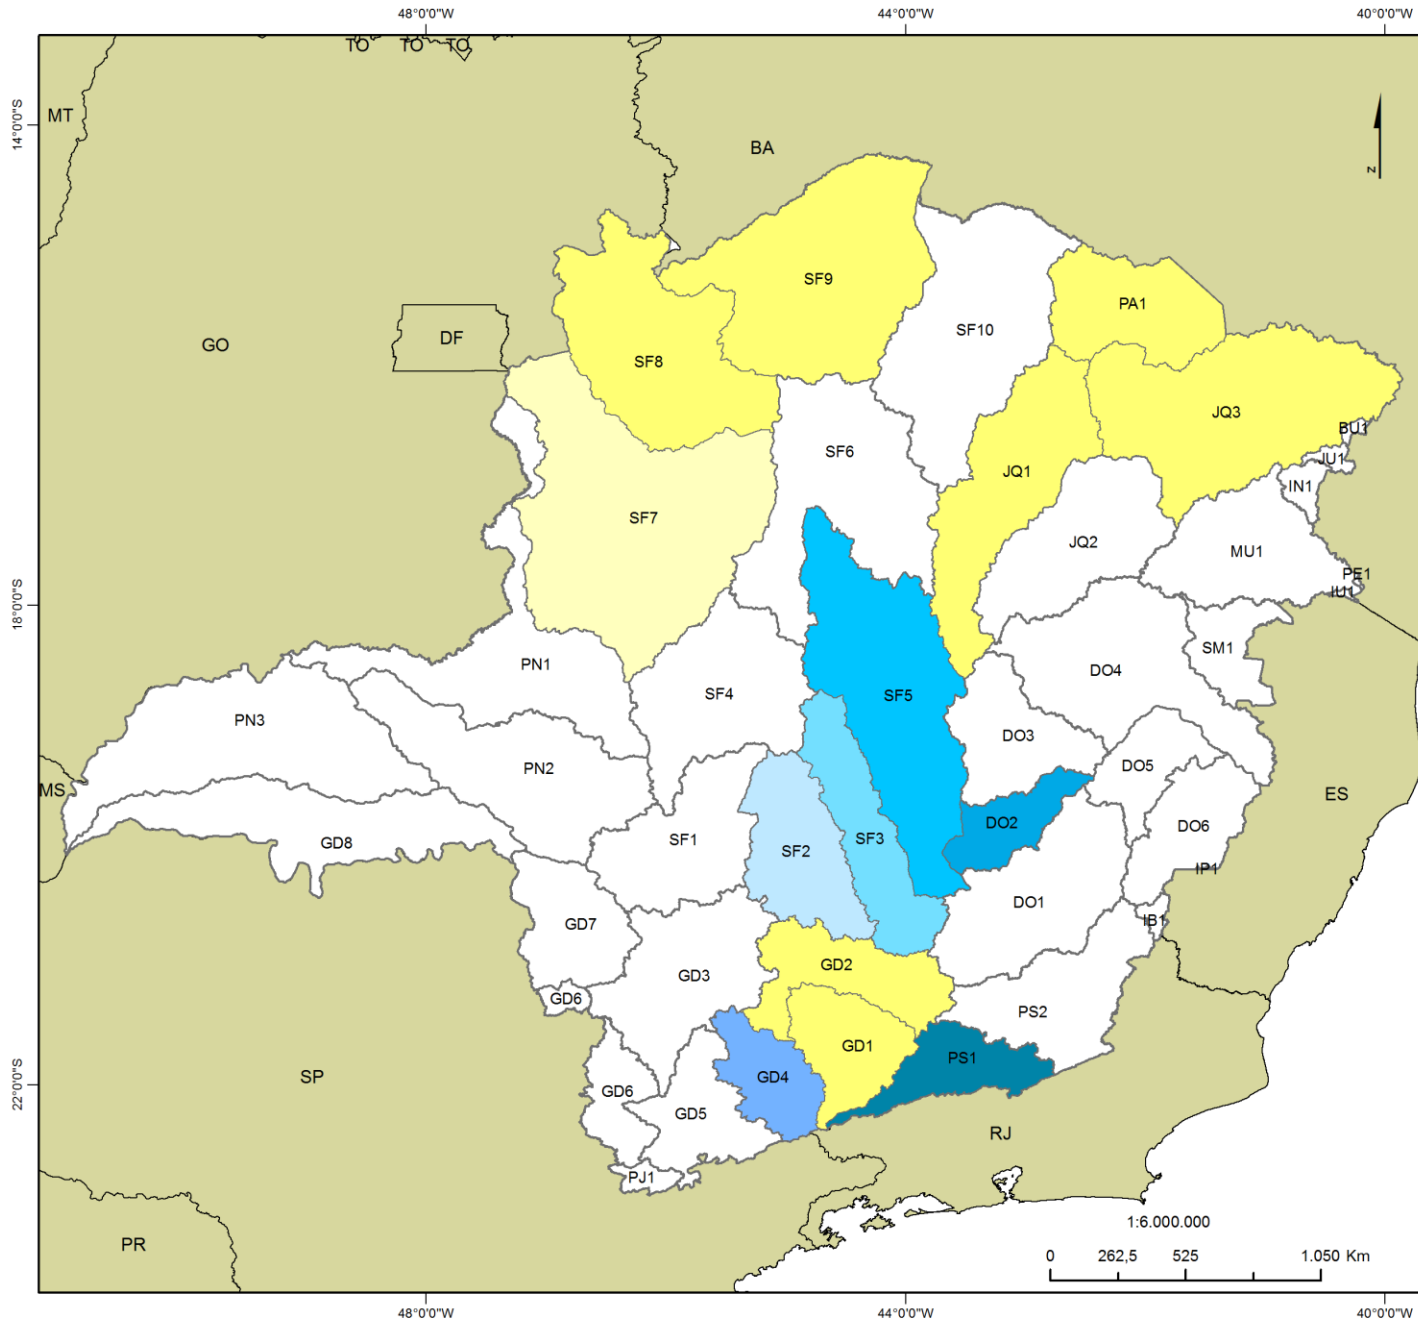 48°0'0"W 44°0'0"W 40°0'0"W
TO TO TO
MT
14°0'0"S
BA
N
SF9
PA1
SF10
DF
GO
SF8
JQ3
BU1
SF6
JU1
JQ1
IN1
SF7
JQ2
MU1
PE1
IU1
18°0'0"S
SM1
PN1
DO4
SF4
SF5
PN3
DO3
PN2
DO5
MS
ES
DO2
DO6
SF1
SF3
GD8
SF2
IP1
DO1
IB1
GD7
GD2
GD3
GD6
PS2
GD1
PS1
SP
GD4
22°0'0"S
GD6
GD5
RJ
PJ1
1:6.000.000
PR
0 262,5 525 1.050 Km
48°0'0"W 44°0'0"W 40°0'0"W